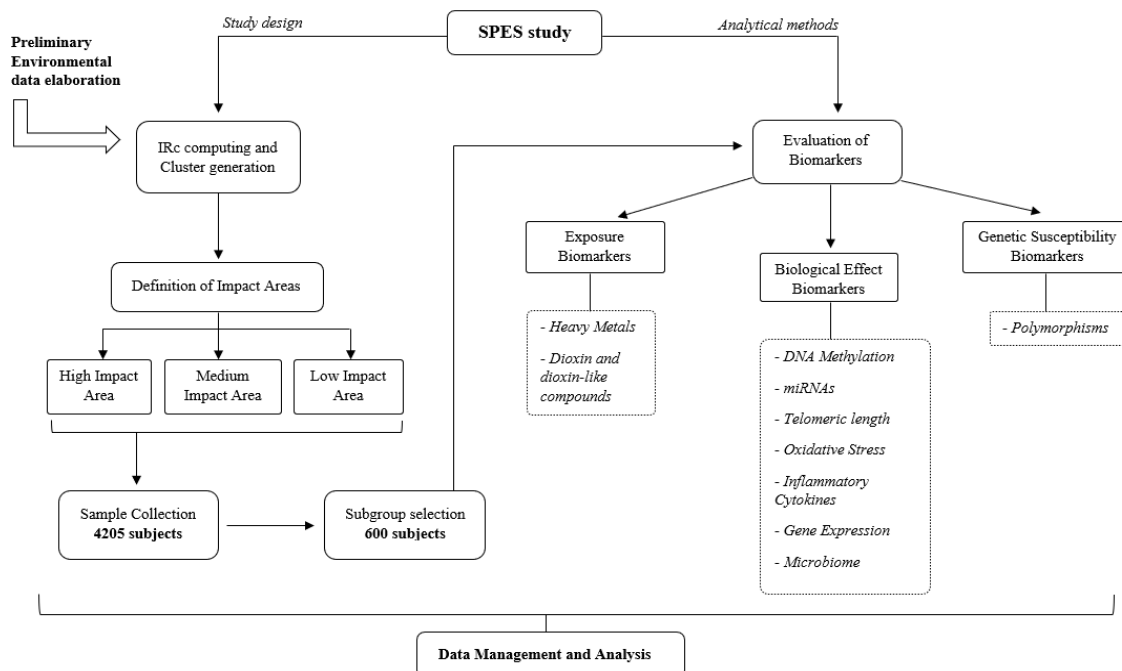 Study design
SPES study
Analytical methods
Preliminary
Environmental
data elaboration
IRc computing and
Cluster generation
Evaluation of
Biomarkers
Definition of Impact Areas
Exposure
Biomarkers
Biological Effect
Biomarkers
Genetic Susceptibility
Biomarkers
High Impact
Area
Medium
Impact Area
Low Impact
Area
- Heavy Metals
- Dioxin and
dioxin-like
compounds
- DNA Methylation
- miRNAs
- Telomeric length
- Oxidative Stress
- Inflammatory
Cytokines
- Gene Expression
- Microbiome
- Polymorphisms
Sample Collection
4205 subjects
Subgroup selection
600 subjects
Data Management and Analysis